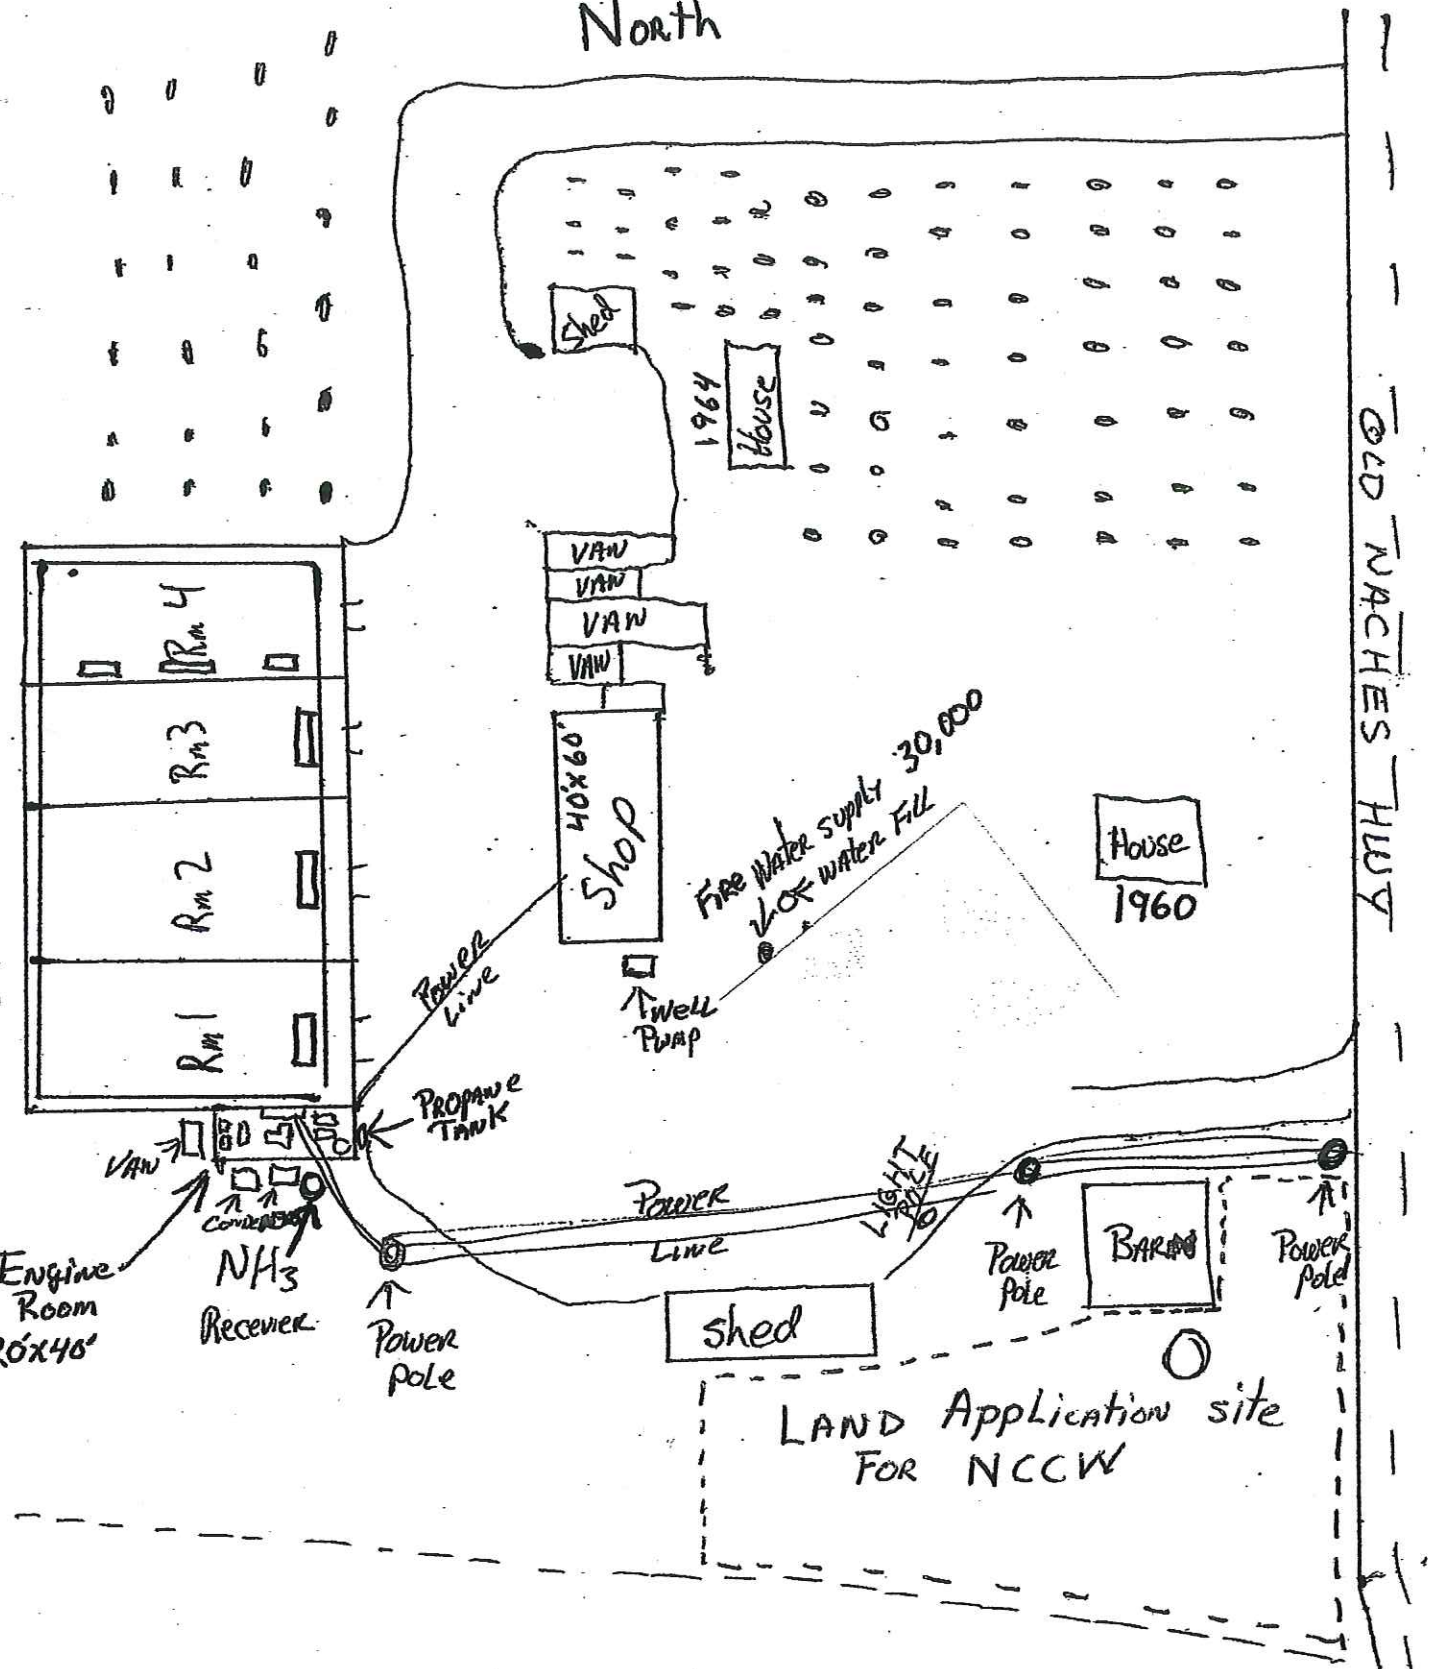 North
Shed
1964
House
OLD NACHES HWY
VAN
VAN
VAN
VAN
Rm 4
Rm 3
Rm 2
Rm 1
40'x60'
Shop
Fire Water supply 30,000
of water Fill
House
1960
Power
Line
Well
Pump
Propane
Tank
VAN
NH3
Recevier
Engine
Room
Power
Line
LIGHT
Power
Pole
Power
Pole
BARN
Power
Pole
shed
LAND Application site
FOR NCCW